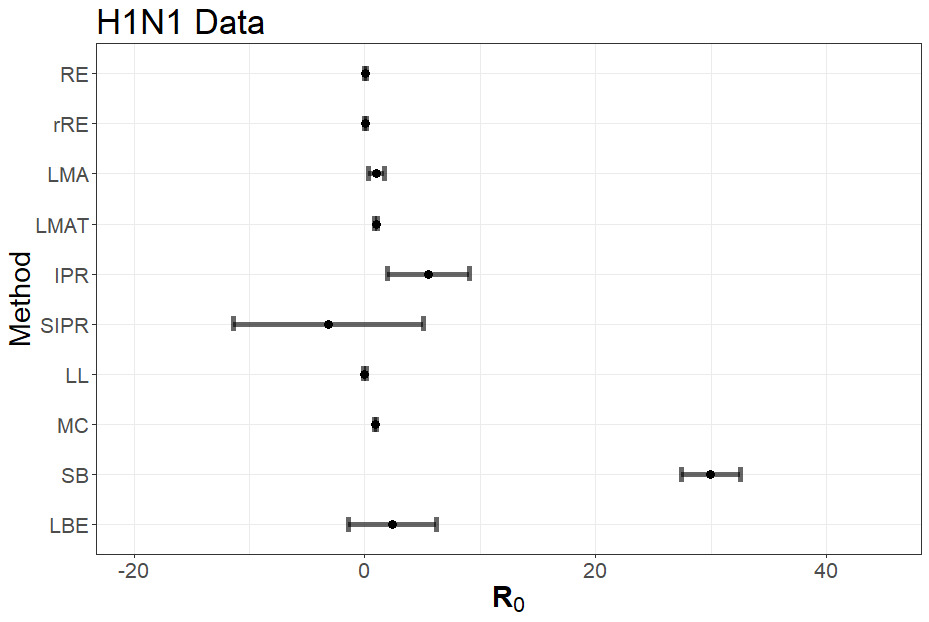 H1N1 Data
RE
rRE
LMA
LMAT
IPR
SIPR
LL
MC
SB
LBE
Method
-20 0 20 40
R₀